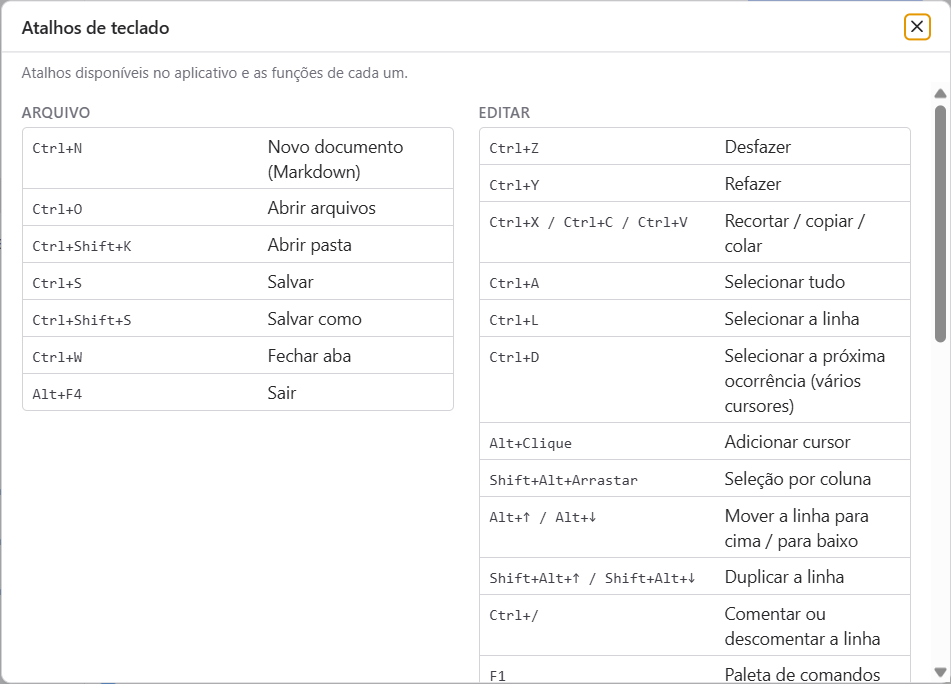 Atalhos de teclado
Atalhos disponíveis no aplicativo e as funções de cada um.
ARQUIVO
Ctrl+N Novo documento
(Markdown)
Ctrl+O Abrir arquivos
Ctrl+Shift+K Abrir pasta
Ctrl+S Salvar
Ctrl+Shift+S Salvar como
Ctrl+W Fechar aba
Alt+F4 Sair
EDITAR
Ctrl+Z Desfazer
Ctrl+Y Refazer
Ctrl+X / Ctrl+C / Ctrl+V Recortar / copiar /
colar
Ctrl+A Selecionar tudo
Ctrl+L Selecionar a linha
Ctrl+D Selecionar a próxima
ocorrência (vários
cursores)
Alt+Clique Adicionar cursor
Shift+Alt+Arrastar Seleção por coluna
Alt+↑ / Alt+↓ Mover a linha para
cima / para baixo
Shift+Alt+↑ / Shift+Alt+↓ Duplicar a linha
Ctrl+/ Comentar ou
descomentar a linha
F1 Paleta de comandos